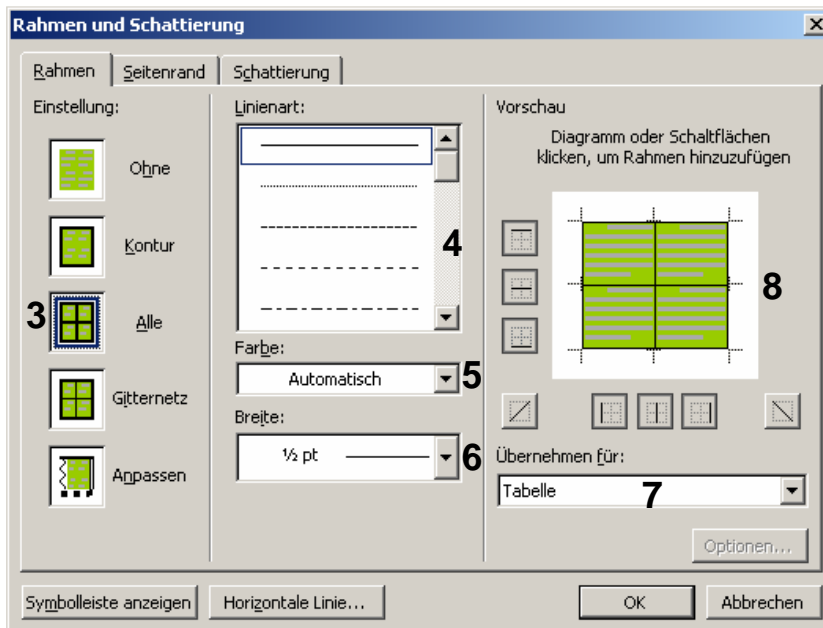 Rahmen und Schattierung
Rahmen
Seitenrand
Schattierung
Einstellung:
Ohne
Kontur
3
Alle
Gitternetz
Anpassen
Linienart:
4
Farbe:
Automatisch
5
Breite:
½ pt
6
Vorschau
Diagramm oder Schaltflächen
klicken, um Rahmen hinzuzufügen
8
Übernehmen für:
Tabelle
7
Optionen...
Symbolleiste anzeigen
Horizontale Linie...
OK
Abbrechen